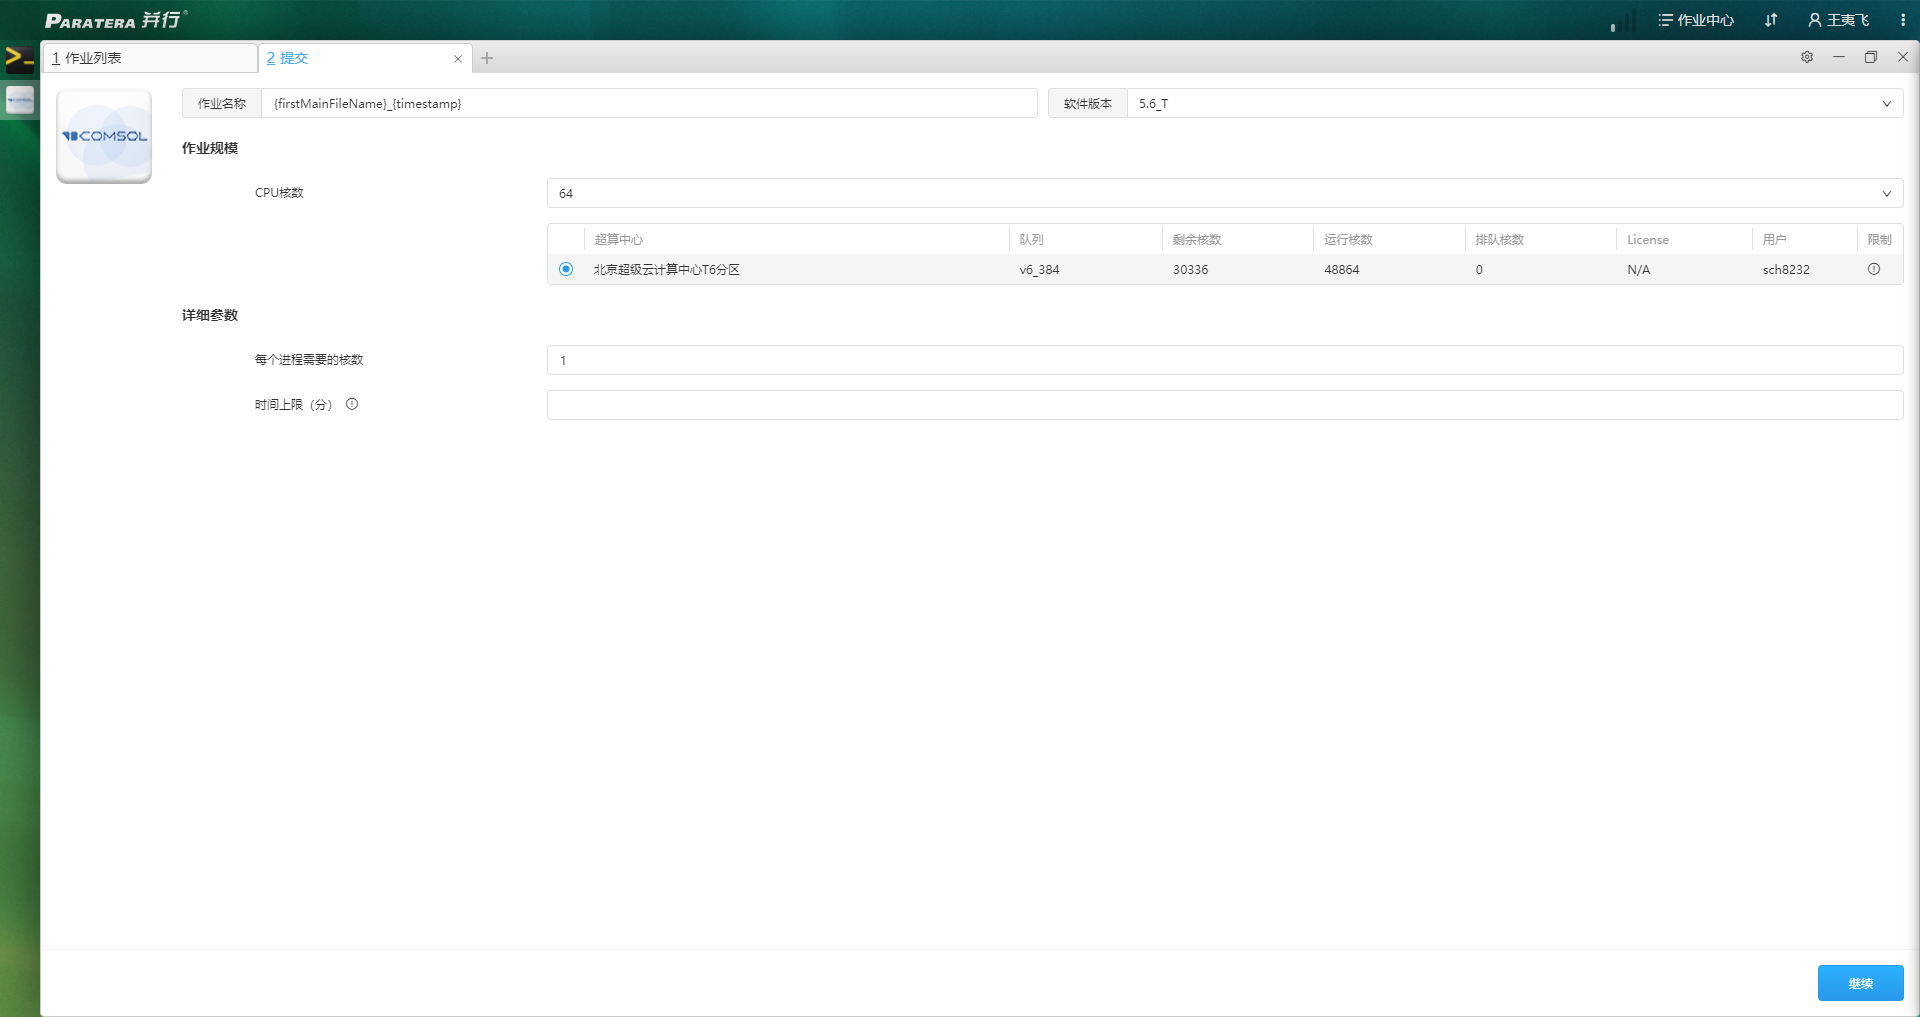 PARATERA 并行®
作业中心
王夷飞
1 作业列表
2 提交
COMSOL
作业名称 {firstMainFileName}_{timestamp}
软件版本 5.6_T
作业规模
CPU核数 64
超算中心 队列 剩余核数 运行核数 排队核数 License 用户 限制
北京超级云计算中心T6分区 v6_384 30336 48864 0 N/A sch8232
详细参数
每个进程需要的核数 1
时间上限（分）
继续